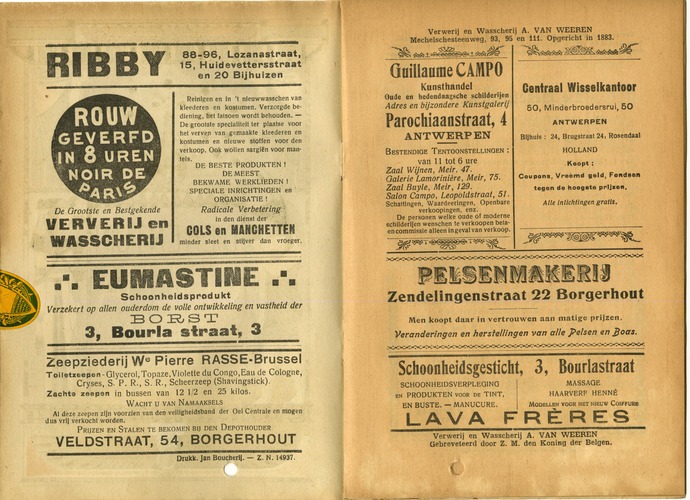 RIBBY
88-96, Lozanastraat,
15, Huidevettersstraat
en 20 Bijhuizen
ROUW
GEVERFD
IN 8 UREN
NOIR DE
PARIS
De Grootste en Bestgekende
VERVERIJ en
WASSCHERIJ
Reinigen en in 't nieuwwasschen van
kleederen en kostumen. Verzorgde be-
diening, biet fatsoen wordt behouden. —
De grootste specialiteit ter plaatse voor
het verven van gemaakte kleederen en
kostumen en nieuwe stoffen voor den
verkoop. Ook wollen sargiën voor man-
tels.
DE BESTE PRODUKTEN !
DE MEEST
BEKWAME WERKLIEDEN !
SPECIALE INRICHTINGEN en
ORGANISATIE !
Radicale Verbetering
in den dienst der
COLS en MANCHETTEN
minder sleet en stijver dan vroeger.
EUMASTINE
Schoonheidsprodukt
Verzekert op allen ouderdom de volle ontwikkeling en vastheid der
BORST
3, Bourla straat, 3
Zeepziederij We Pierre RASSE-Brussel
Toiletzeepen - Glycerol, Topaze, Violette du Congo, Eau de Cologne,
Cryses, S. P. R., S. R., Scheerzeep (Shavingstick).
Zachte zeepen in bussen van 12 1/2 en 25 kilos.
WACHT U VAN NAMAAKSELS
Al deze zeepen zijn voorzien van den veiligheidsband der Oel Centrale en mogen
dus vrij verkocht worden.
PRIJZEN EN STALEN TE BEKOMEN BIJ DEN DEPOTHOUDER
VELDSTRAAT, 54, BORGERHOUT
Drukk. Jan Boucherij. — Z. N. 14937.
Verwerij en Wasscherij A. VAN WEEREN
Mechelschesteenweg, 93, 95 en 111. Opgericht in 1883.
Guillaume CAMPO
Kunsthandel
Oude en hedendaagsche schilderijen
Adres en bijzondere Kunstgalerij
Parochiaanstraat, 4
ANTWERPEN
BESTENDIGE TENTOONSTELLINGEN :
van 11 tot 6 ure
Zaal Wijnen, Meir, 47.
Galerie Lamorinière, Meir, 75.
Zaal Buyle, Meir, 129.
Salon Campo, Leopoldstraat, 51.
Schattingen, Waardeeringen, Openbare
verkoopingen, enz.
De personen welke oude of moderne
schilderijen wenschen te verkoopen beta-
len commissie alleen ingeval van verkoop.
Centraal Wisselkantoor
50, Minderbroedersrui, 50
ANTWERPEN
Bijhuis : 24, Brugstraat 24, Rosendaal
HOLLAND
Koopt :
Coupons, Vreemd geld, Fondsen
tegen de hoogste prijzen,
Alle inlichtingen gratis.
PELSENMAKERIJ
Zendelingenstraat 22 Borgerhout
Men koopt daar in vertrouwen aan matige prijzen.
Veranderingen en herstellingen van alle Pelsen en Boas.
Schoonheidsgesticht, 3, Bourlastraat
SCHOONHEIDSVERPLEGING
EN PRODUKTEN VOOR DE TINT,
EN BUSTE. — MANUCURE.
MASSAGE
HAARVERF HENNÉ
MODELLEN VOOR HET NIEUW COIFFURE
LAVA FRÈRES
Verwerij en Wasscherij A. VAN WEEREN
Gebreveteerd door Z. M. den Koning der Belgen.